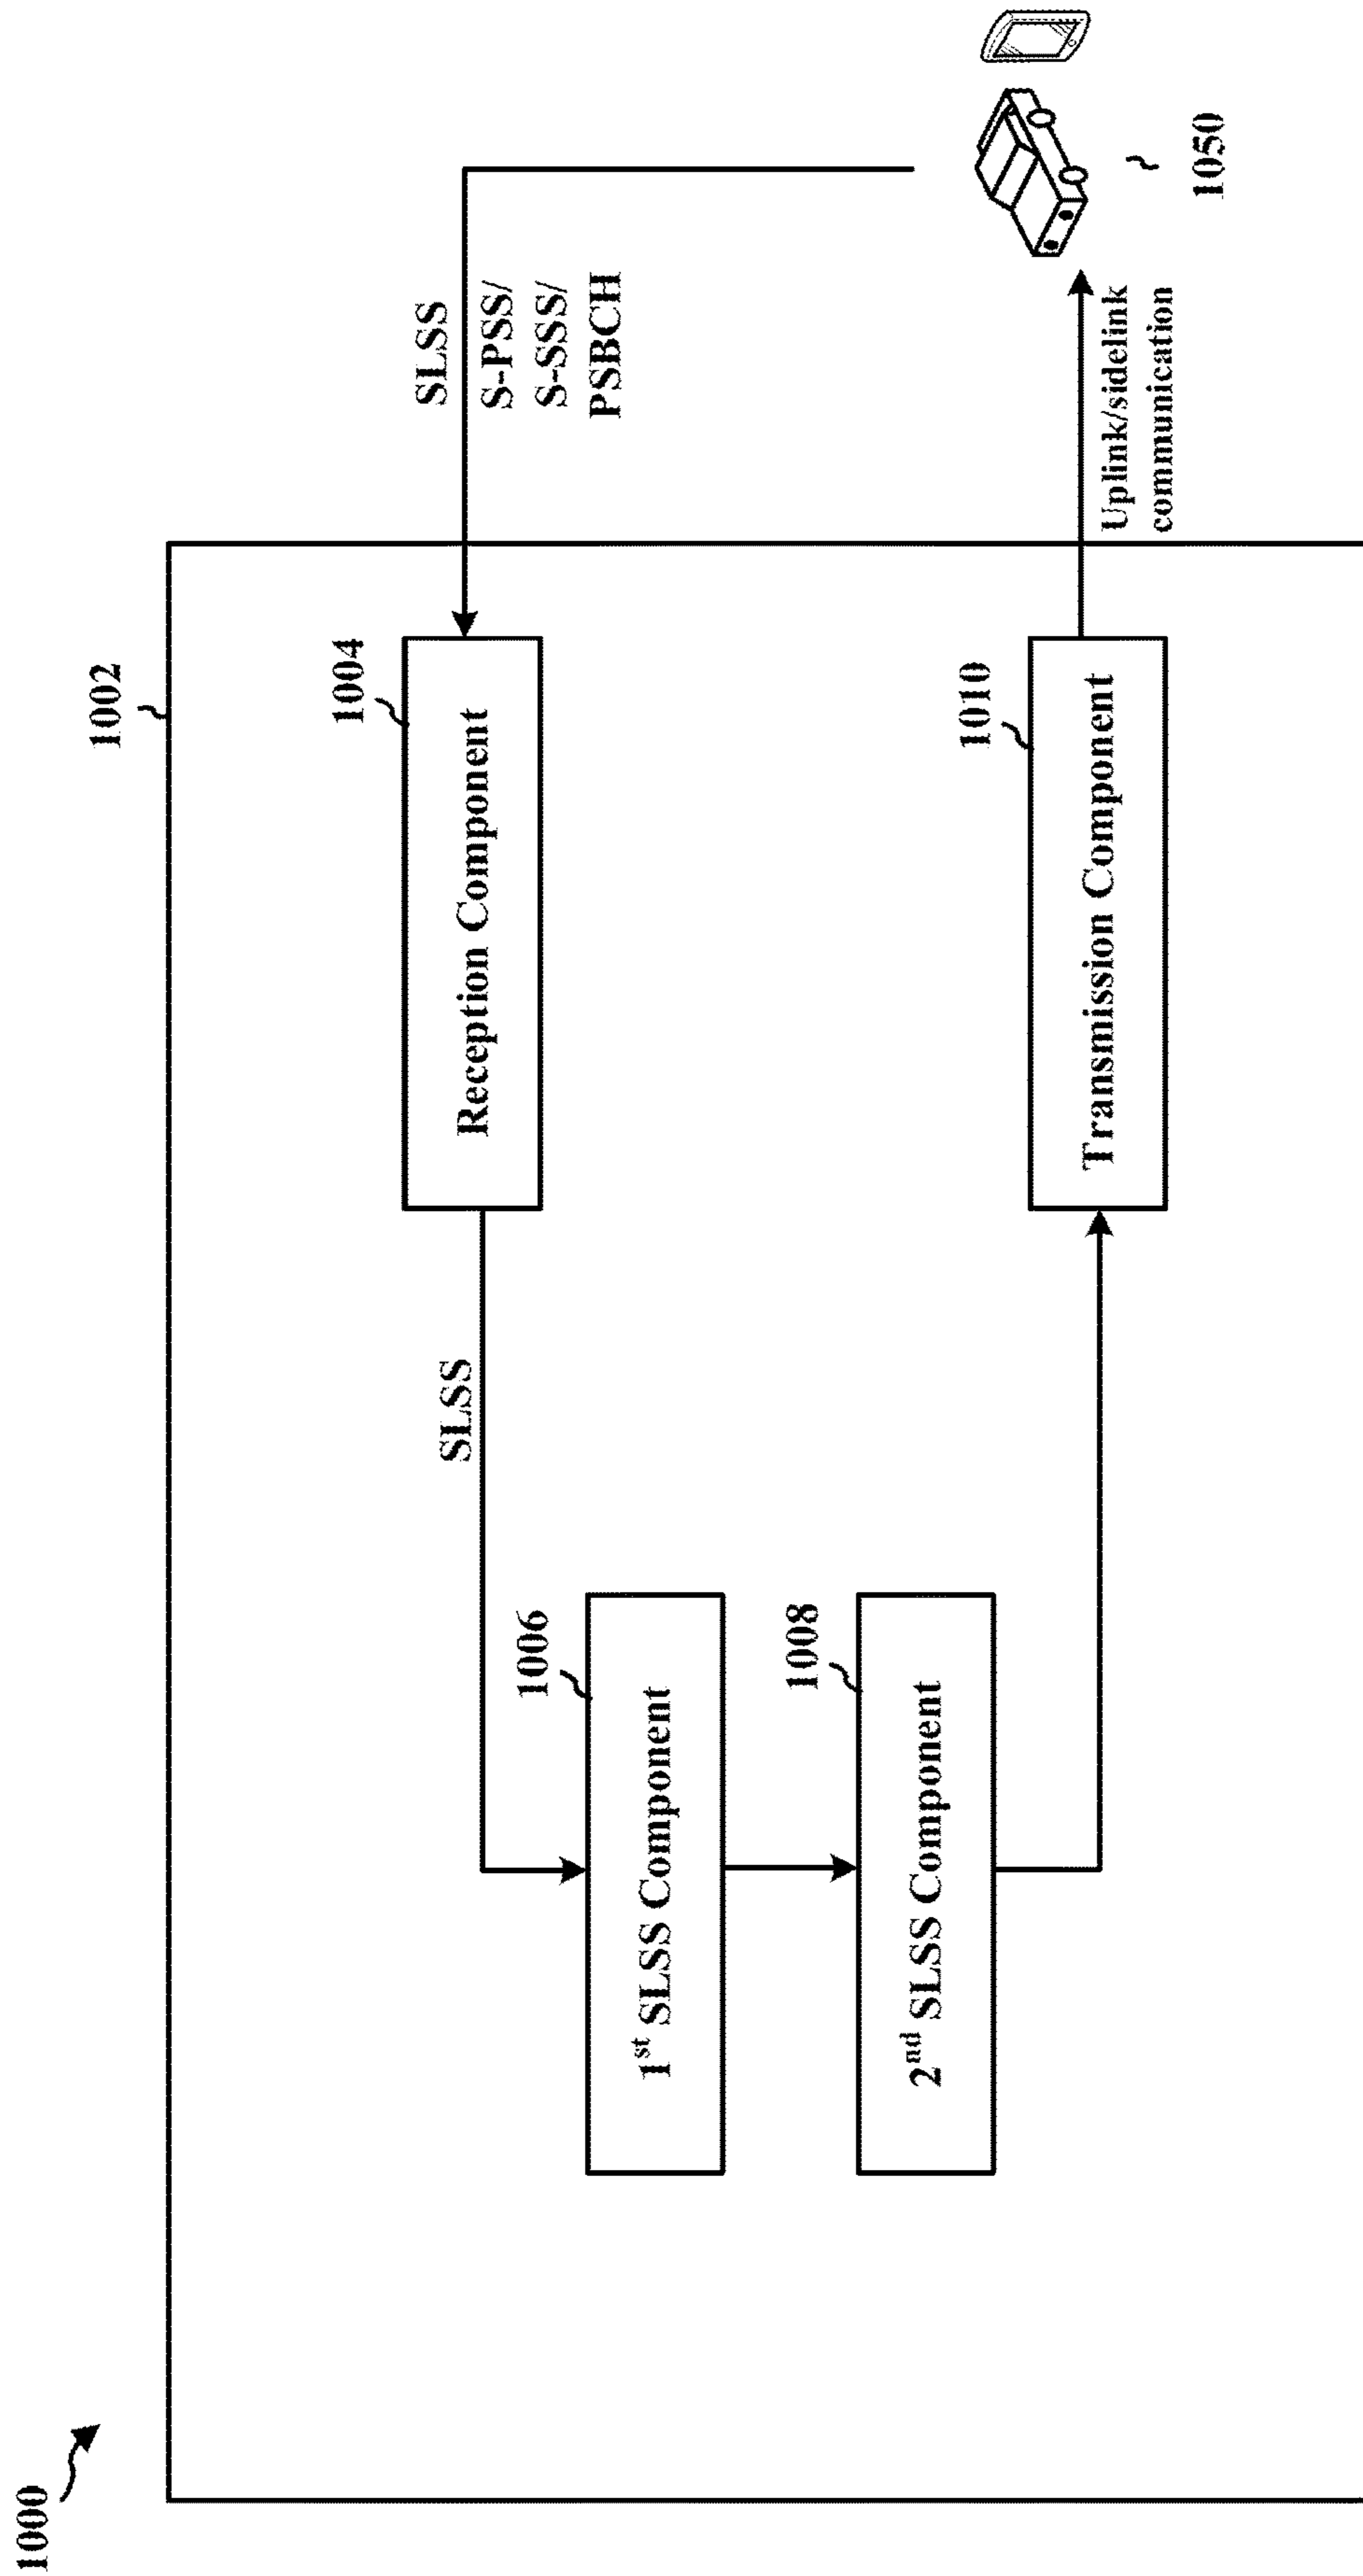 1000
1002
1004
Reception Component
SLSS
S-PSS/
S-SSS/
PSBCH
SLSS
1006
1st SLSS Component
1008
2nd SLSS Component
1010
Transmission Component
Uplink/sidelink
communication
1050